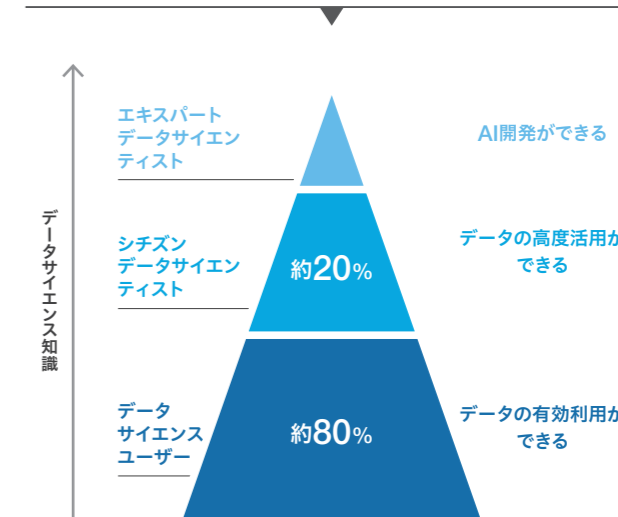 エキスパート
データサイエン
ティスト
AI開発ができる
データサイエンス知識
シチズン
データサイエン
ティスト
約20%
データの高度活用が
できる
データ
サイエンス
ユーザー
約80%
データの有効利用が
できる